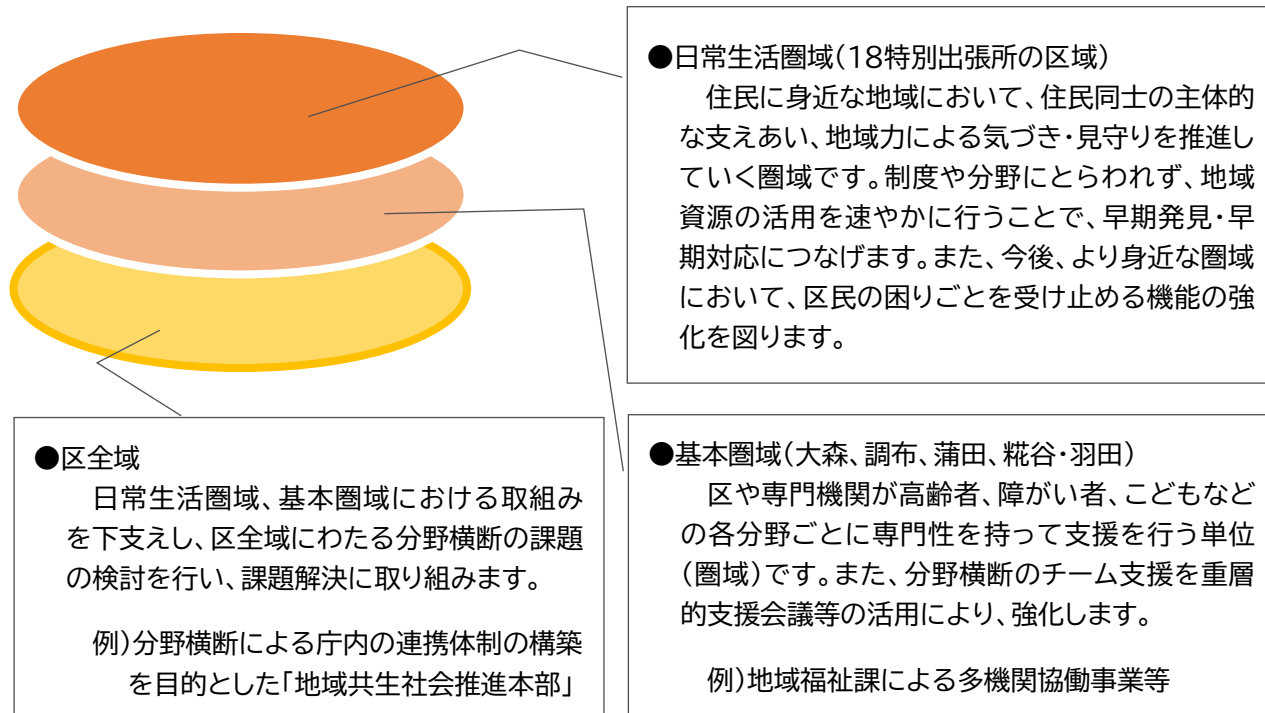 ●日常生活圏域(18特別出張所の区域)
住民に身近な地域において、住民同士の主体的
な支えあい、地域力による気づき・見守りを推進し
ていく圏域です。制度や分野にとらわれず、地域
資源の活用を速やかに行うことで、早期発見・早
期対応につなげます。また、今後、より身近な圏域
において、区民の困りごとを受け止める機能の強
化を図ります。
●区全域
日常生活圏域、基本圏域における取組み
を下支えし、区全域にわたる分野横断の課題
の検討を行い、課題解決に取り組みます。
例)分野横断による庁内の連携体制の構築
を目的とした「地域共生社会推進本部」
●基本圏域(大森、調布、蒲田、糀谷・羽田)
区や専門機関が高齢者、障がい者、こどもなど
の各分野ごとに専門性を持って支援を行う単位
(圏域)です。また、分野横断のチーム支援を重層
的支援会議等の活用により、強化します。
例)地域福祉課による多機関協働事業等